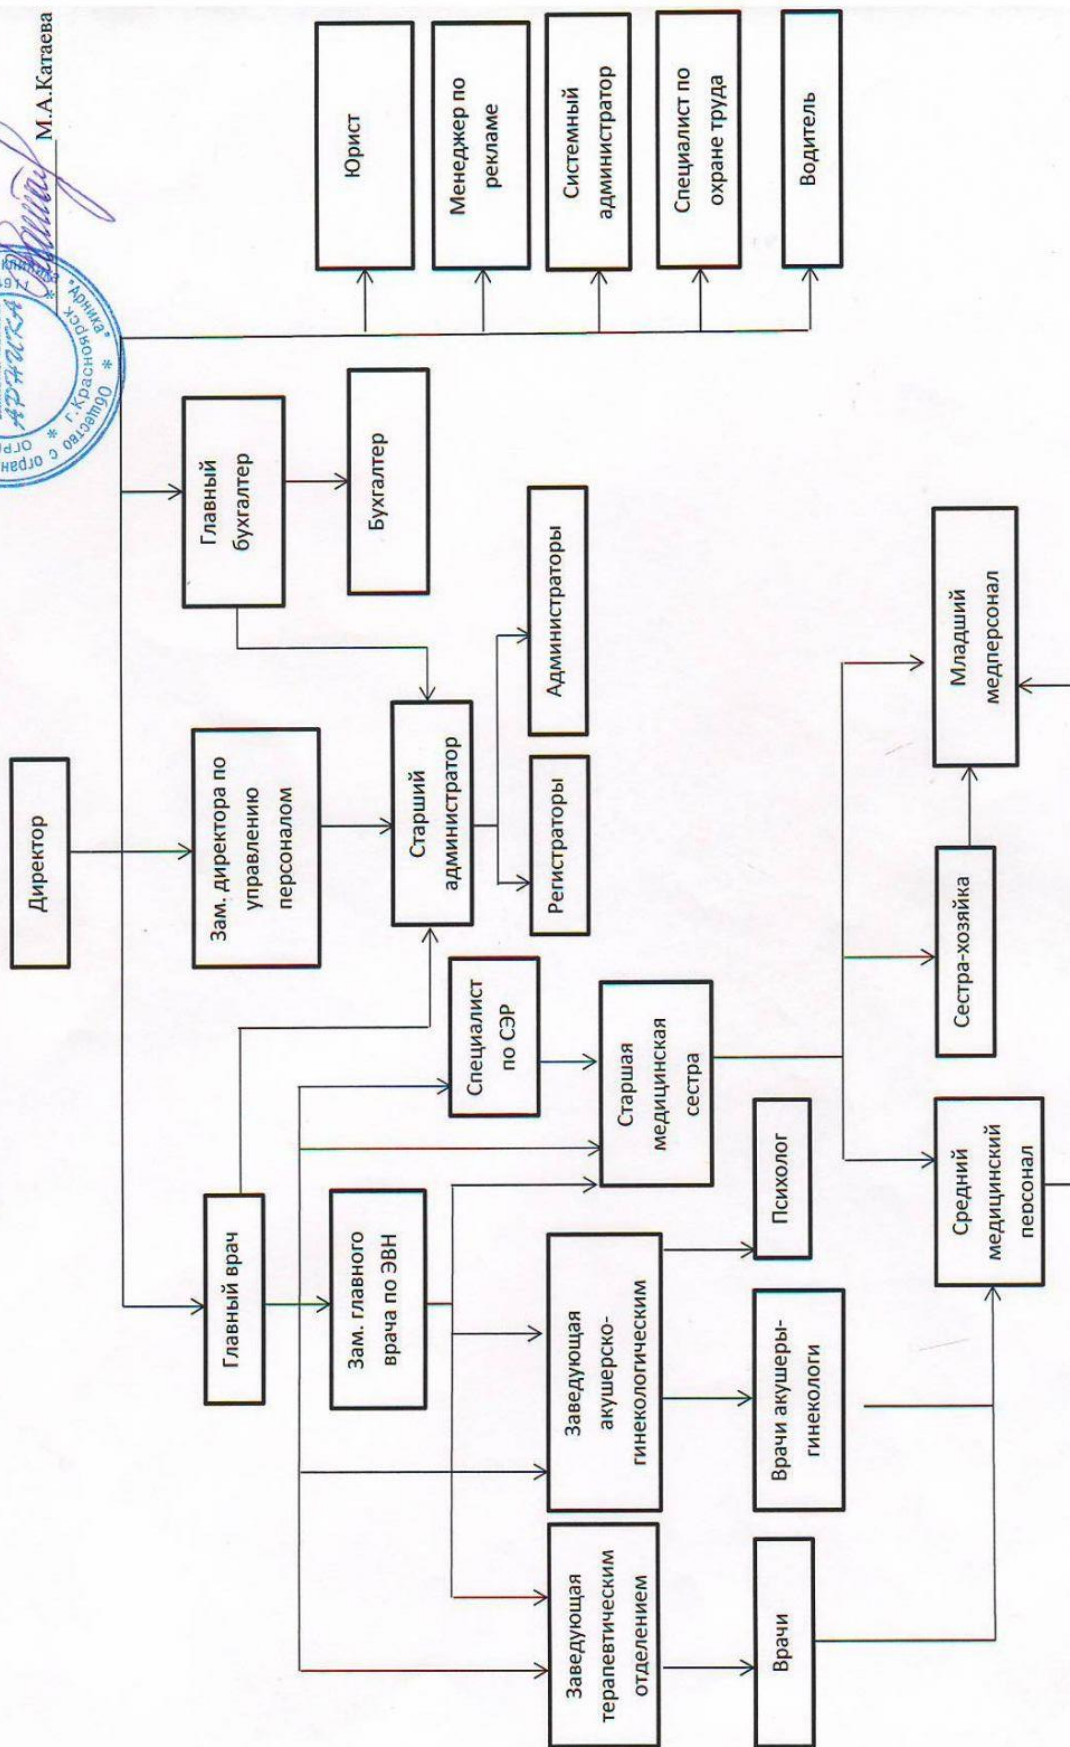 М.А.Катаева
АРНИКА
"Арника"
г.Красноярск
Общество с огран
Директор
Главный врач
Зам. директора по
управлению
персоналом
Главный
бухгалтер
Юрист
Менеджер по
рекламе
Системный
администратор
Специалист по
охране труда
Водитель
Зам. главного
врача по ЭВН
Специалист
по СЭР
Старший
администратор
Бухгалтер
Регистраторы
Администраторы
Заведующая
терапевтическим
отделением
Заведующая
акушерско-
гинекологическим
Старшая
медицинская
сестра
Врачи
Врачи акушеры-
гинекологи
Психолог
Средний
медицинский
персонал
Сестра-хозяйка
Младший
медперсонал